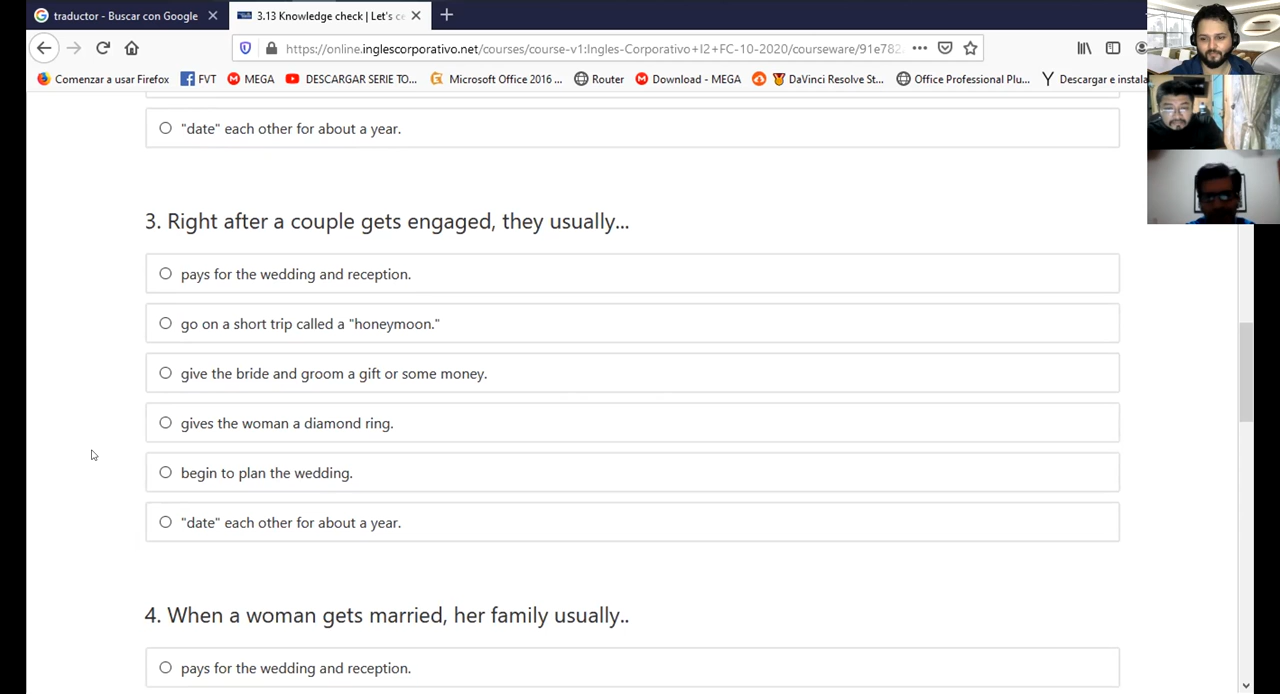 traductor - Buscar con Google
3.13 Knowledge check | Let's ce
https://online.inglescorporativo.net/courses/course-v1:Ingles-Corporativo+I2+FC-10-2020/courseware/91e782
Comenzar a usar Firefox
FVT
MEGA
DESCARGAR SERIE TO...
Microsoft Office 2016 ...
Router
Download - MEGA
DaVinci Resolve St...
Office Professional Plu...
Descargar e instala
"date" each other for about a year.
3. Right after a couple gets engaged, they usually...
pays for the wedding and reception.
go on a short trip called a "honeymoon."
give the bride and groom a gift or some money.
gives the woman a diamond ring.
begin to plan the wedding.
"date" each other for about a year.
4. When a woman gets married, her family usually..
pays for the wedding and reception.